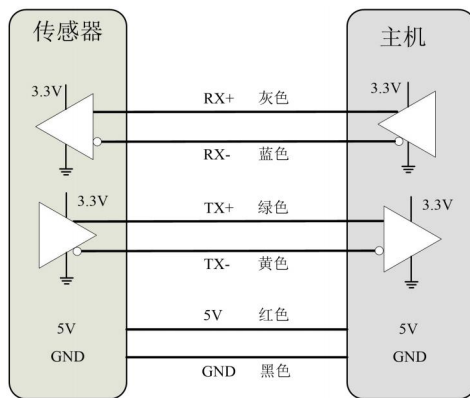 传感器
主机
3.3V
3.3V
RX+ 灰色
RX- 蓝色
3.3V
3.3V
TX+ 绿色
TX- 黄色
5V
5V 红色
5V
GND
GND
GND 黑色